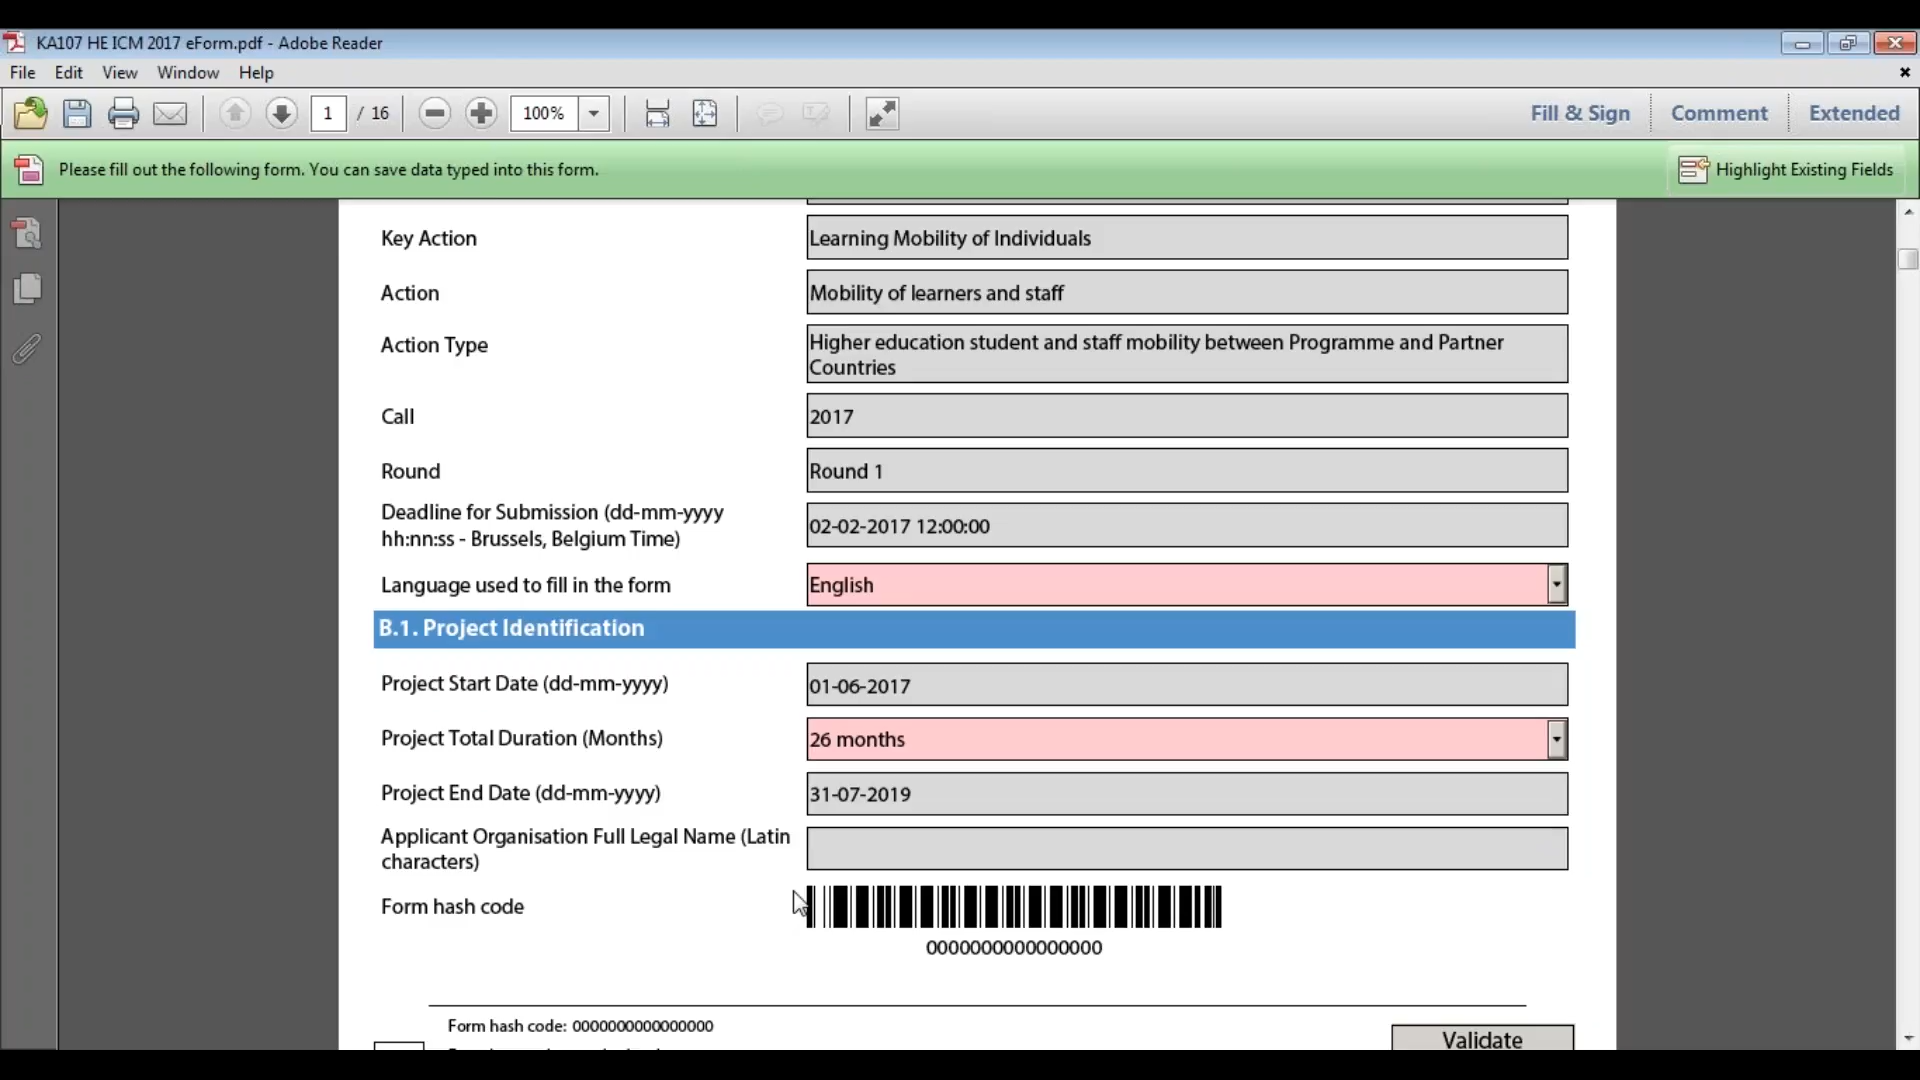 KA107 HE ICM 2017 eForm.pdf - Adobe Reader
File Edit View Window Help
1 / 16 100% Fill & Sign Comment Extended
Please fill out the following form. You can save data typed into this form. Highlight Existing Fields
Key Action Learning Mobility of Individuals
Action Mobility of learners and staff
Action Type Higher education student and staff mobility between Programme and Partner
Countries
Call 2017
Round Round 1
Deadline for Submission (dd-mm-yyyy
hh:nn:ss - Brussels, Belgium Time) 02-02-2017 12:00:00
Language used to fill in the form English
B.1. Project Identification
Project Start Date (dd-mm-yyyy) 01-06-2017
Project Total Duration (Months) 26 months
Project End Date (dd-mm-yyyy) 31-07-2019
Applicant Organisation Full Legal Name (Latin
characters)
Form hash code
0000000000000000
Form hash code: 0000000000000000
Validate